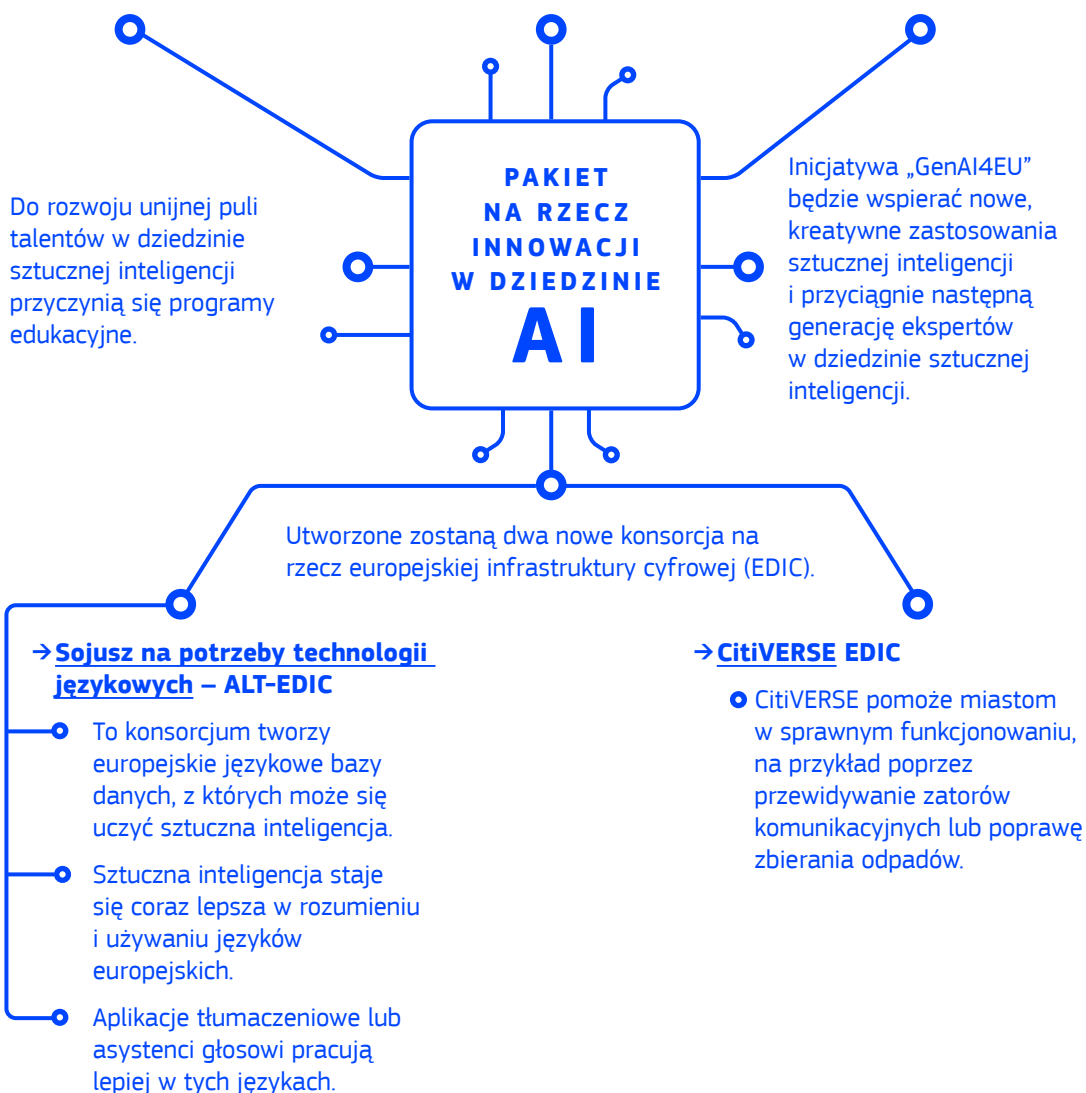 PAKIET
NA RZECZ
INNOWACJI
W DZIEDZINIE
AI
Do rozwoju unijnej puli
talentów w dziedzinie
sztucznej inteligencji
przyczynią się programy
edukacyjne.
Inicjatywa „GenAI4EU”
będzie wspierać nowe,
kreatywne zastosowania
sztucznej inteligencji
i przyciągnie następną
generację ekspertów
w dziedzinie sztucznej
inteligencji.
Utworzone zostaną dwa nowe konsorcja na
rzecz europejskiej infrastruktury cyfrowej (EDIC).
→ Sojusz na potrzeby technologii
językowych – ALT-EDIC
To konsorcjum tworzy
europejskie językowe bazy
danych, z których może się
uczyć sztuczna inteligencja.
Sztuczna inteligencja staje
się coraz lepsza w rozumieniu
i używaniu języków
europejskich.
Aplikacje tłumaczeniowe lub
asystenci głosowi pracują
lepiej w tych językach.
→ CitiVERSE EDIC
CitiVERSE pomoże miastom
w sprawnym funkcjonowaniu,
na przykład poprzez
przewidywanie zatorów
komunikacyjnych lub poprawę
zbierania odpadów.